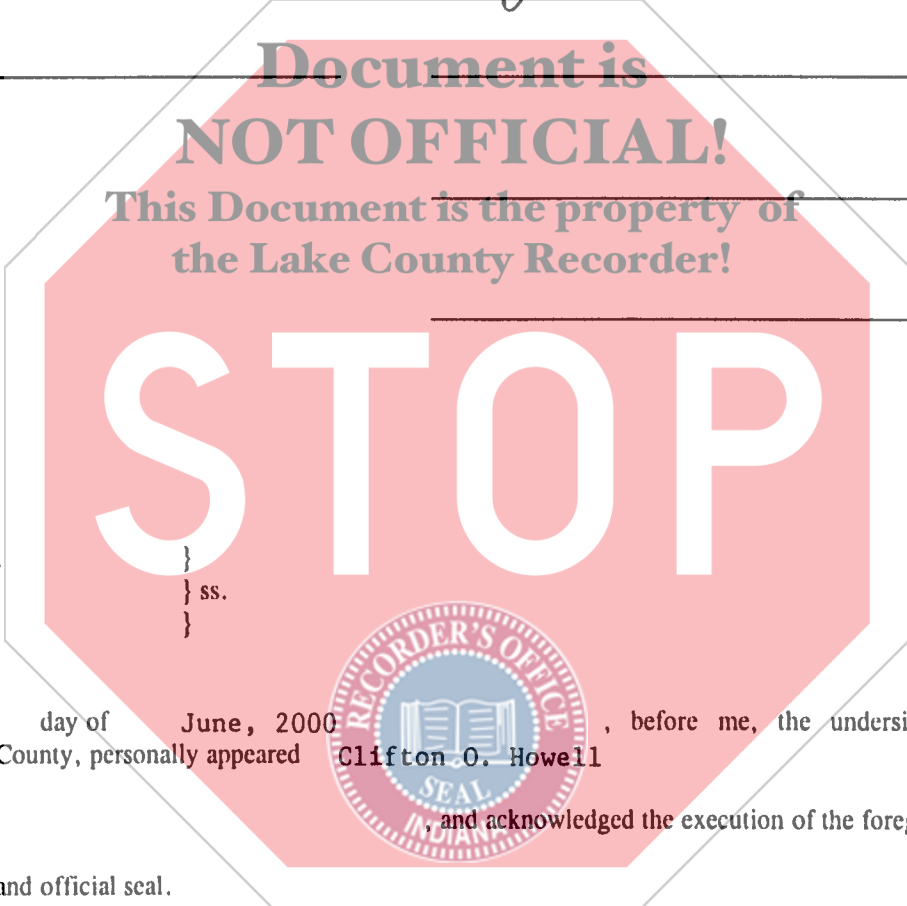 Document is
NOT OFFICIAL!
This Document is the property of
the Lake County Recorder!
STOP
}
} ss.
}
RECORDER'S OFFICE
day of June, 2000 , before me, the undersi
County, personally appeared Clifton O. Howell
SEAL
INDIANA
, and acknowledged the execution of the foreg
and official seal.